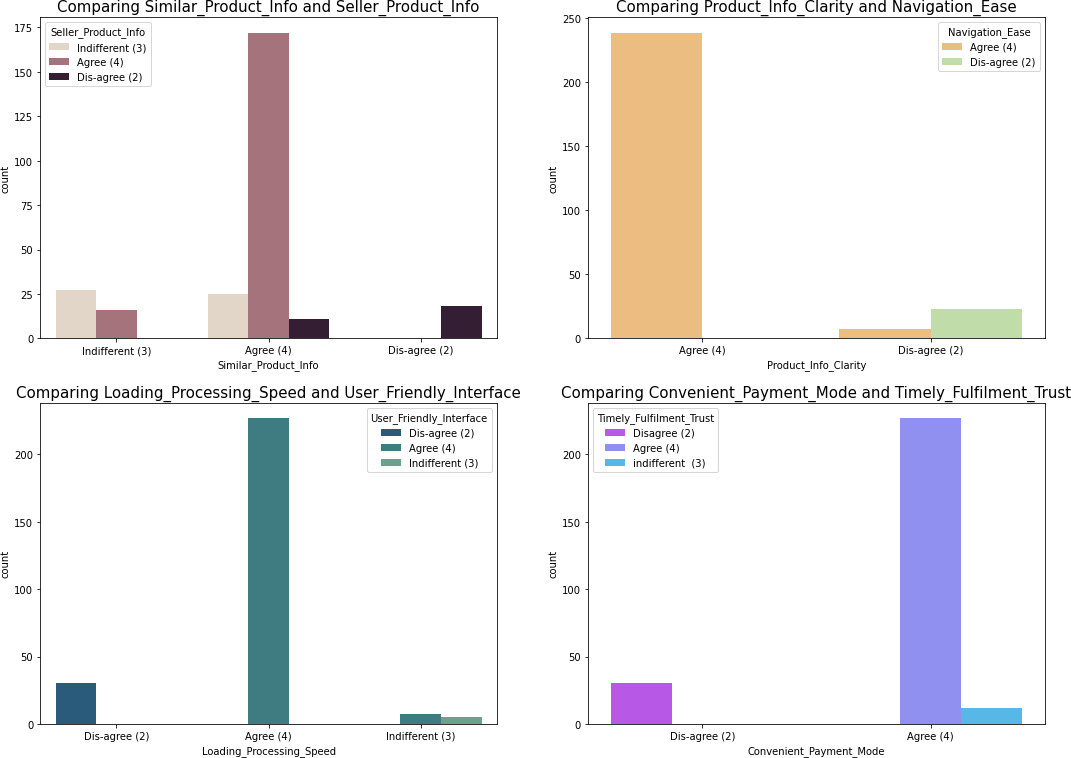 Comparing Similar_Product_Info and Seller_Product_Info
Seller_Product_Info
Indifferent (3)
Agree (4)
Dis-agree (2)
175
150
125
100
75
50
25
0
count
Indifferent (3)
Agree (4)
Dis-agree (2)
Similar_Product_Info
Comparing Product_Info_Clarity and Navigation_Ease
Navigation_Ease
Agree (4)
Dis-agree (2)
250
200
150
100
50
0
count
Agree (4)
Dis-agree (2)
Product_Info_Clarity
Comparing Loading_Processing_Speed and User_Friendly_Interface
User_Friendly_Interface
Dis-agree (2)
Agree (4)
Indifferent (3)
200
150
100
50
0
count
Dis-agree (2)
Agree (4)
Indifferent (3)
Loading_Processing_Speed
Comparing Convenient_Payment_Mode and Timely_Fulfilment_Trust
Timely_Fulfilment_Trust
Disagree (2)
Agree (4)
indifferent  (3)
200
150
100
50
0
count
Dis-agree (2)
Agree (4)
Convenient_Payment_Mode